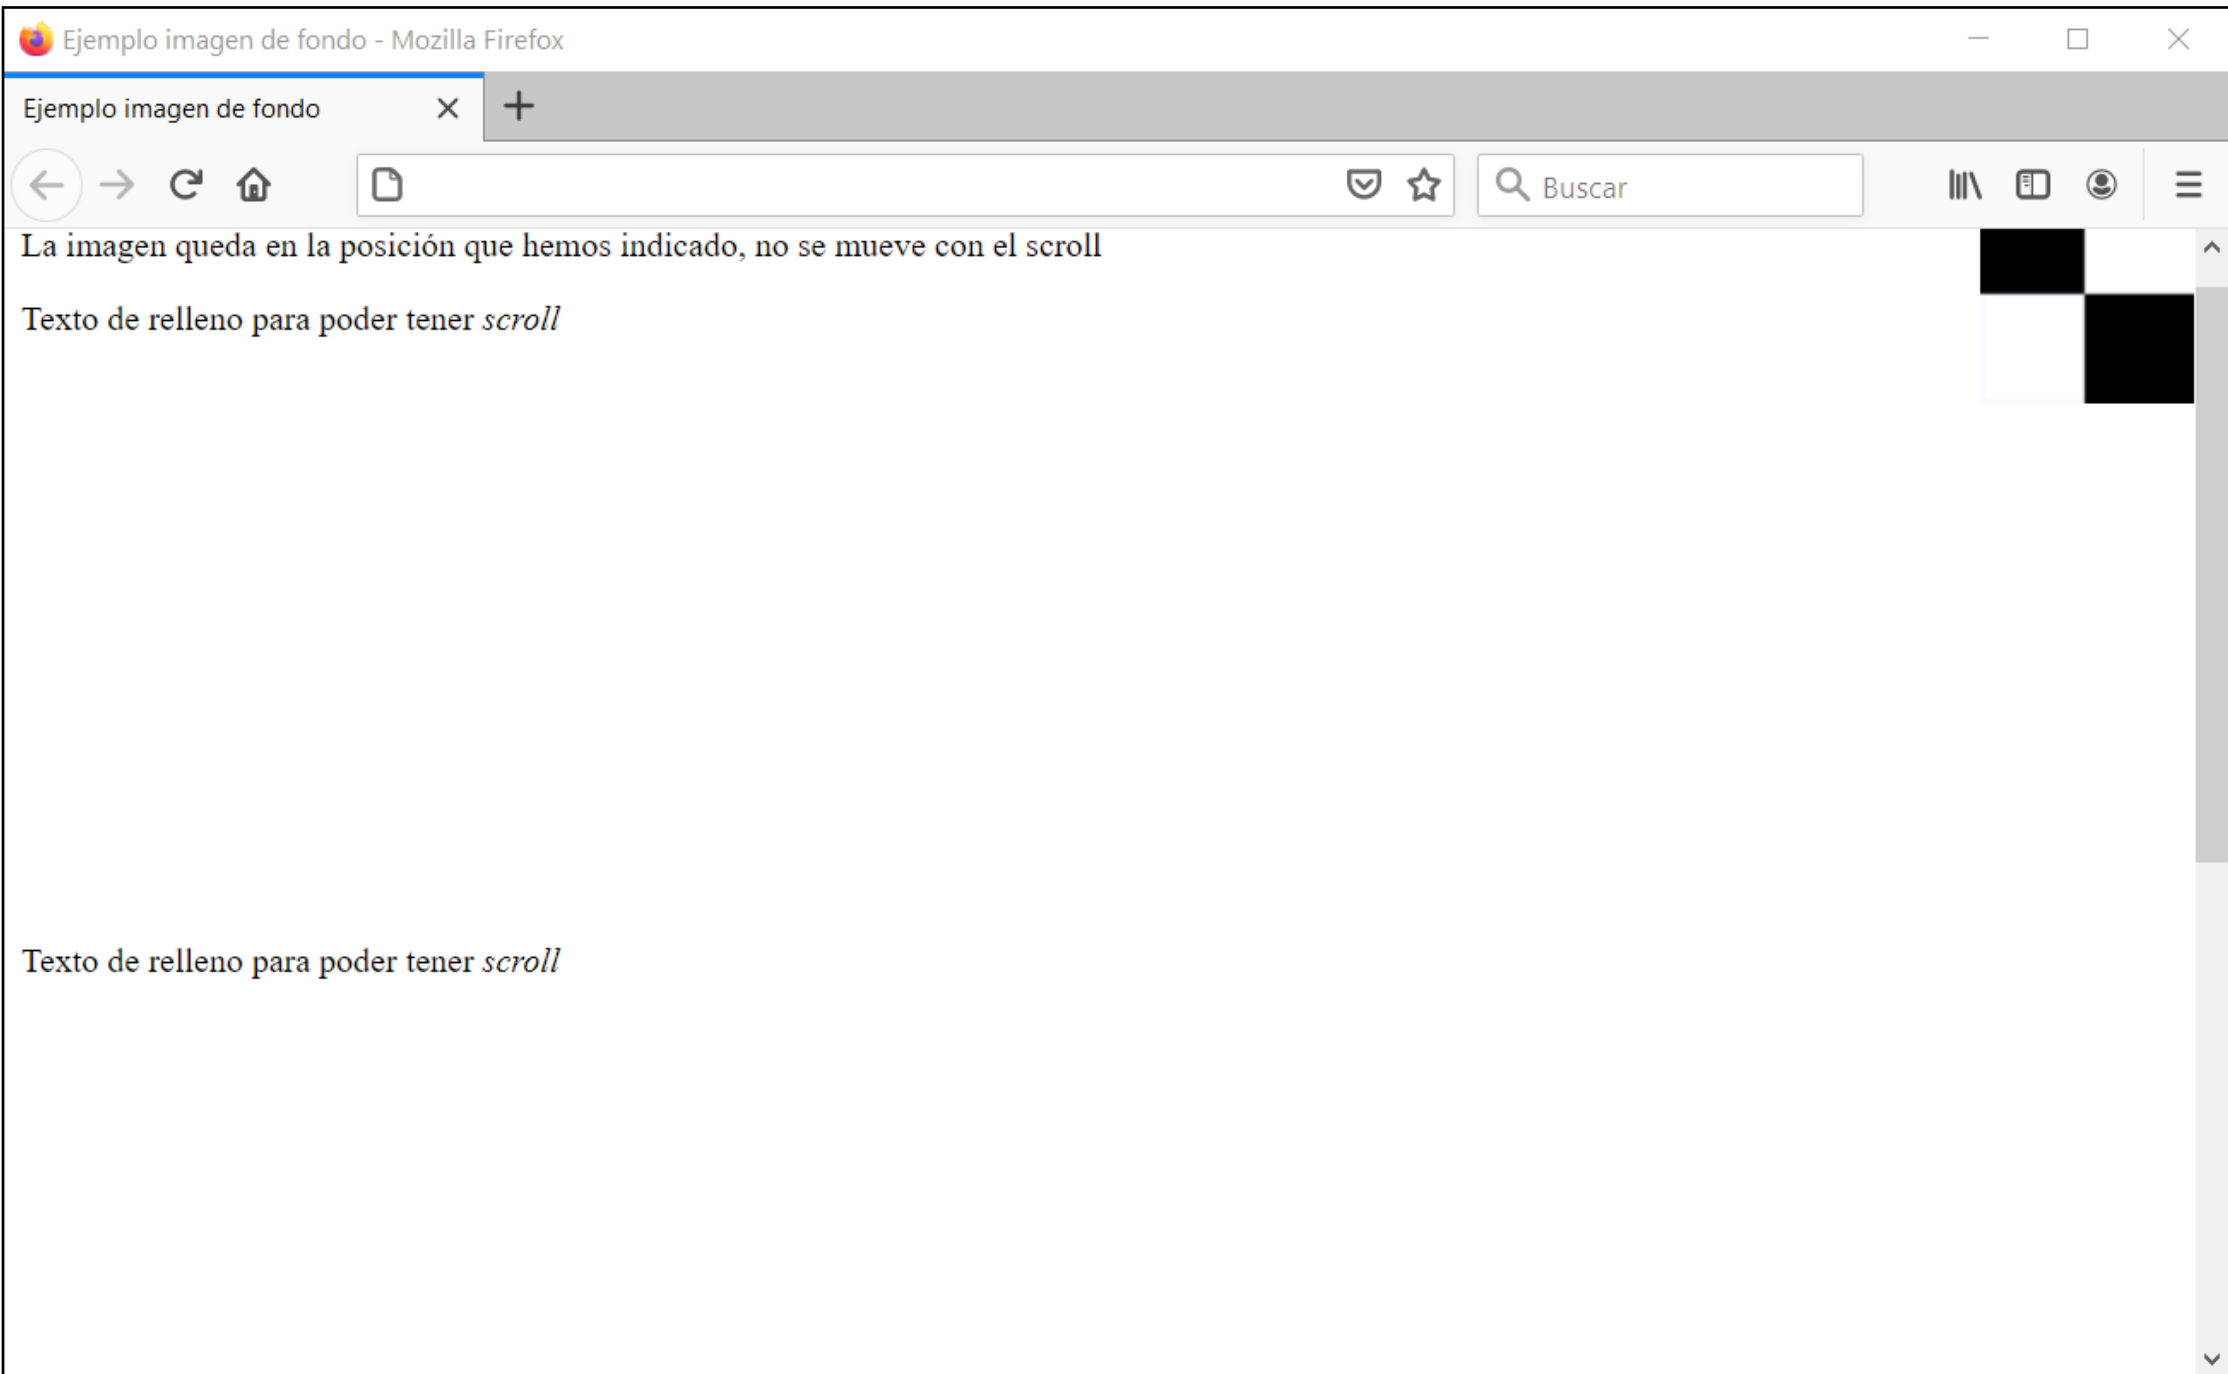 Ejemplo imagen de fondo - Mozilla Firefox
Ejemplo imagen de fondo
Buscar
La imagen queda en la posición que hemos indicado, no se mueve con el scroll
Texto de relleno para poder tener scroll
Texto de relleno para poder tener scroll